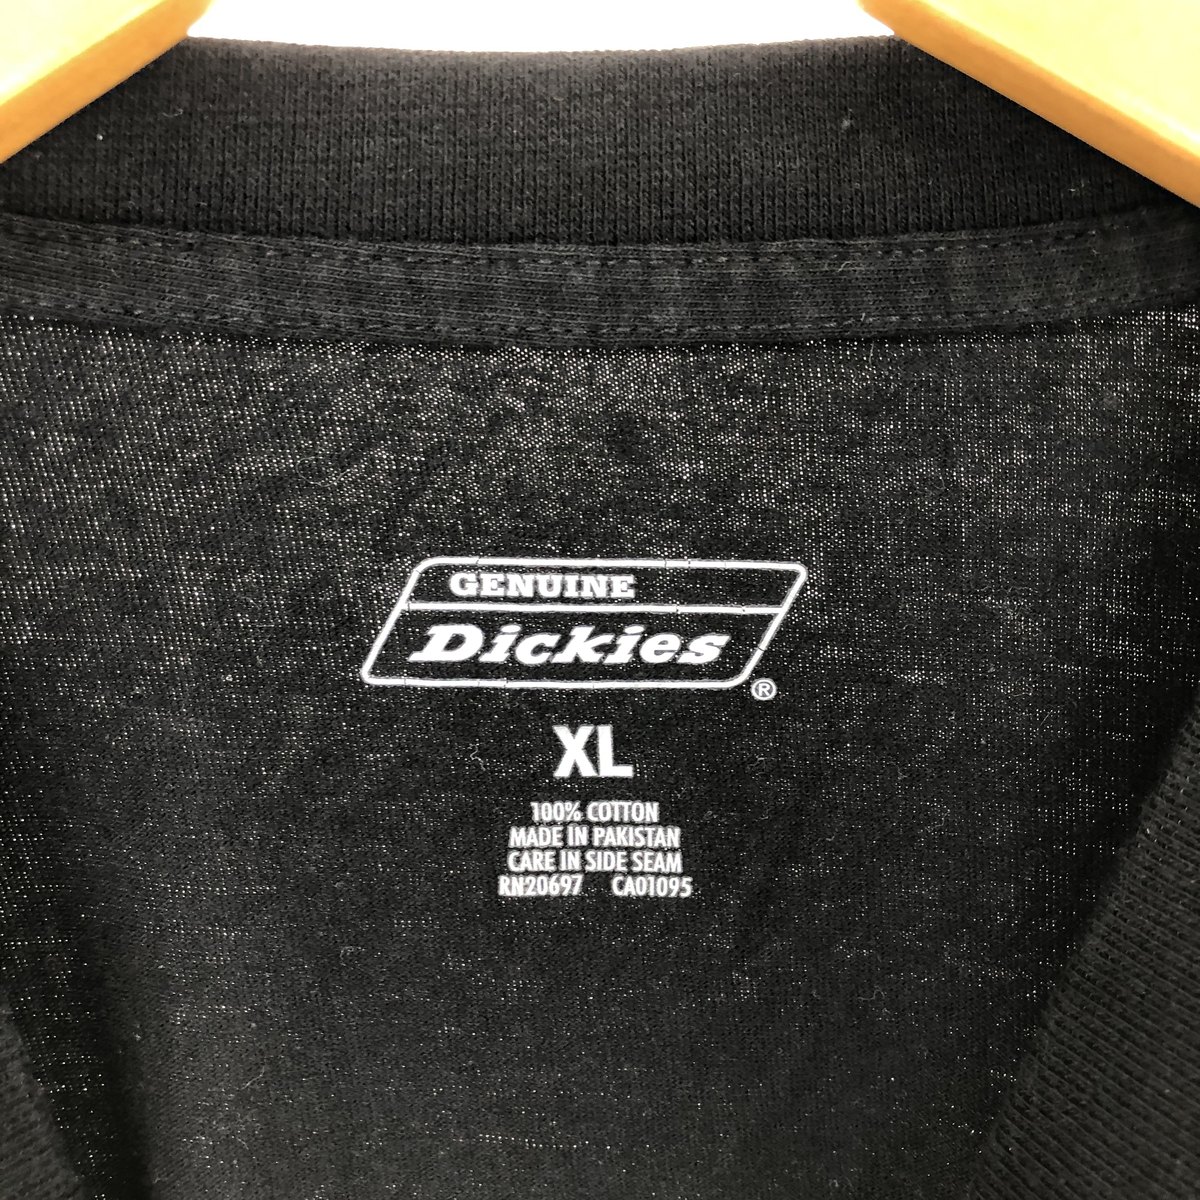 GENUINE
Dickies
®
XL
100% COTTON
MADE IN PAKISTAN
CARE IN SIDE SEAM
RN20697 CA01095